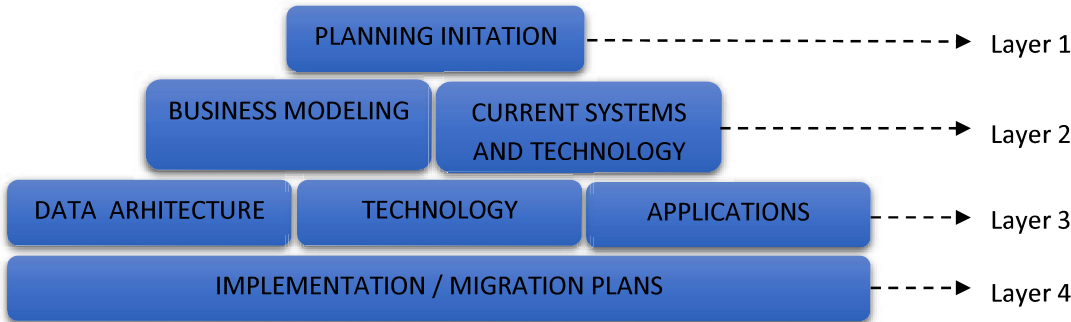 PLANNING INITATION
Layer 1
BUSINESS MODELING
CURRENT SYSTEMS
AND TECHNOLOGY
Layer 2
DATA ARHITECTURE
TECHNOLOGY
APPLICATIONS
Layer 3
IMPLEMENTATION / MIGRATION PLANS
Layer 4